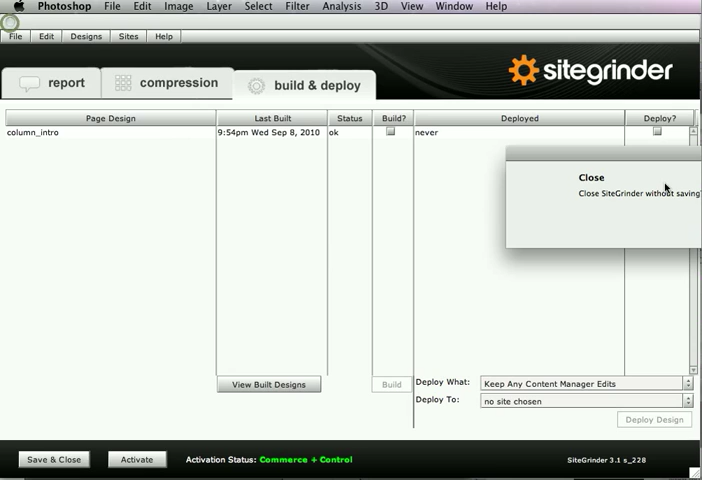 Photoshop File Edit Image Layer Select Filter Analysis 3D View Window Help
File Edit Designs Sites Help
report compression build & deploy sitegrinder
Page Design Last Built Status Build? Deployed Deploy?
column_intro 9:54pm Wed Sep 8, 2010 ok never
Close
Close SiteGrinder without saving?
View Built Designs Build Deploy What: Keep Any Content Manager Edits
Deploy To: no site chosen
Deploy Design
Save & Close Activate Activation Status: Commerce + Control SiteGrinder 3.1 s_228